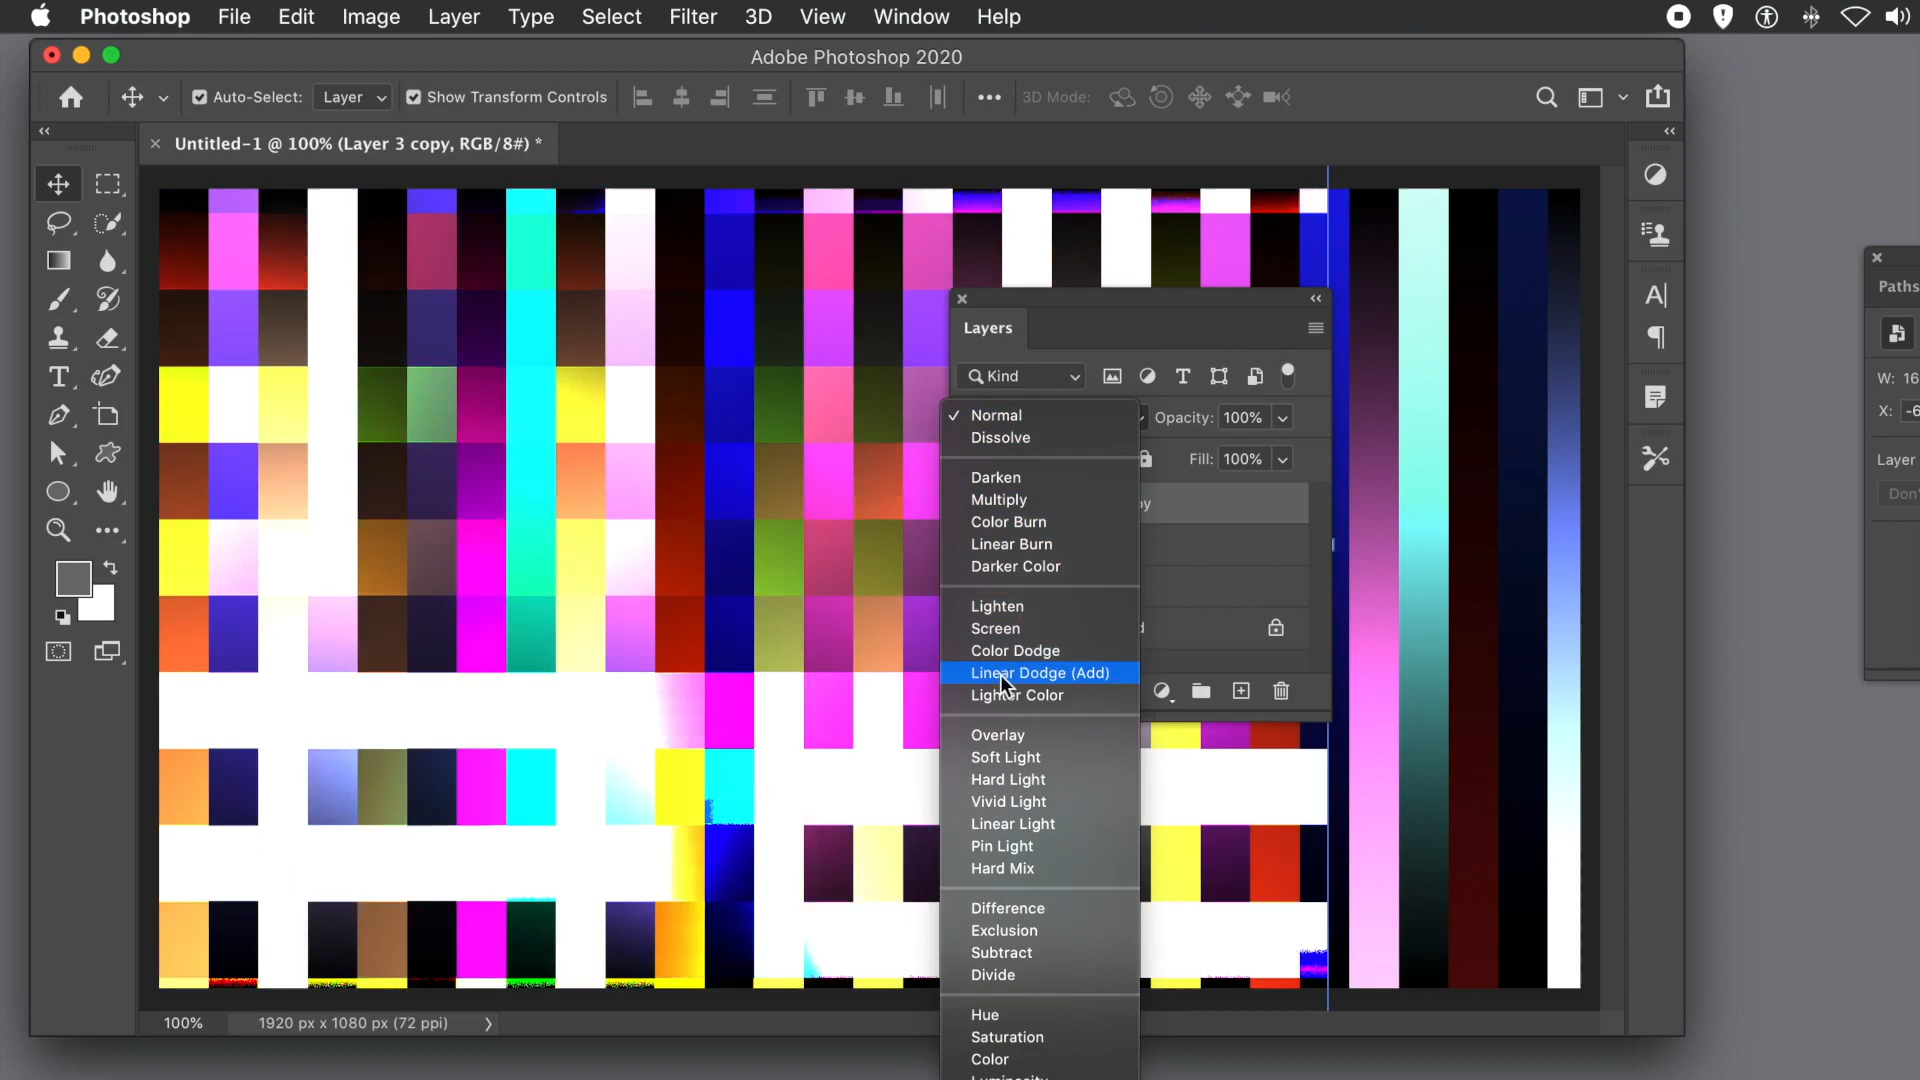 Photoshop File Edit Image Layer Type Select Filter 3D View Window Help
Adobe Photoshop 2020
Auto-Select: Layer Show Transform Controls 3D Mode:
Untitled-1 @ 100% (Layer 3 copy, RGB/8#) *
Layers
Kind
Normal
Opacity: 100%
Dissolve
Fill: 100%
Darken
Multiply
Color Burn
Linear Burn
Darker Color
Lighten
Screen
Color Dodge
Linear Dodge (Add)
Lighter Color
Overlay
Soft Light
Hard Light
Vivid Light
Linear Light
Pin Light
Hard Mix
Difference
Exclusion
Subtract
Divide
Hue
Saturation
Color
Luminosity
Paths
W: 16
X: -6
Layer
Don'
100% 1920 px x 1080 px (72 ppi)